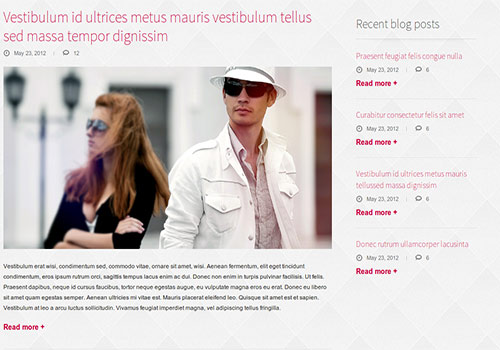 Vestibulum id ultrices metus mauris vestibulum tellus
sed massa tempor dignissim
May 23, 2012 | 12
Vestibulum erat wisi, condimentum sed, commodo vitae, ornare sit amet, wisi. Aenean fermentum, elit eget tincidunt
condimentum, eros ipsum rutrum orci, sagittis tempus lacus enim ac dui. Donec non enim in turpis pulvinar facilisis. Ut felis.
Praesent dapibus, neque id cursus faucibus, tortor neque egestas augue, eu vulputate magna eros eu erat. Donec eu libero
sit amet quam egestas semper. Aenean ultricies mi vitae est. Mauris placerat eleifend leo. Quisque sit amet est et sapien.
Vestibulum at leo a arcu luctus sollicitudin. Vivamus feugiat imperdiet magna, vel adipiscing tellus fringilla.
Read more +
Recent blog posts
Praesent feugiat felis congue nulla
May 23, 2012 | 6
Read more +
Curabitur consectetur felis sit amet
May 23, 2012 | 6
Read more +
Vestibulum id ultrices metus mauris
tellussed massa dignissim
May 23, 2012 | 6
Read more +
Donec rutrum ullamcorper lacusinta
May 23, 2012 | 6
Read more +